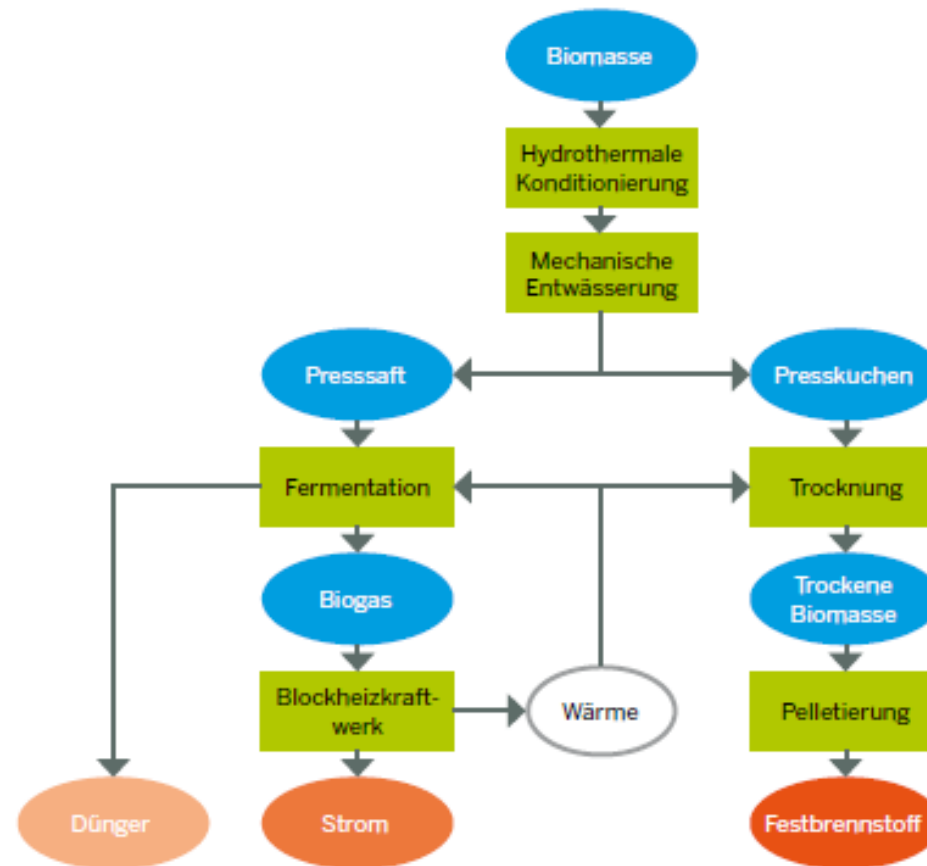 Biomasse
Hydrothermale
Konditionierung
Mechanische
Entwässerung
Presssaft
Presskuchen
Fermentation
Trocknung
Biogas
Trockene
Biomasse
Blockheizkraft-
werk
Wärme
Pelletierung
Dünger
Strom
Festbrennstoff